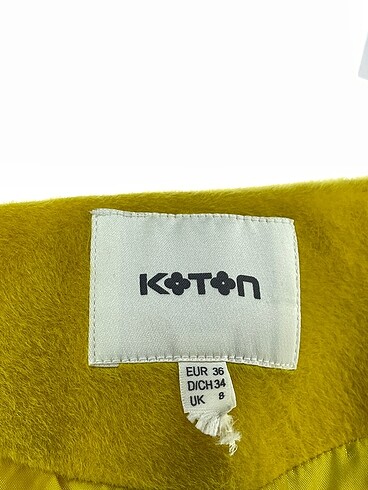 KOTON
EUR 36
D/CH 34
UK 8